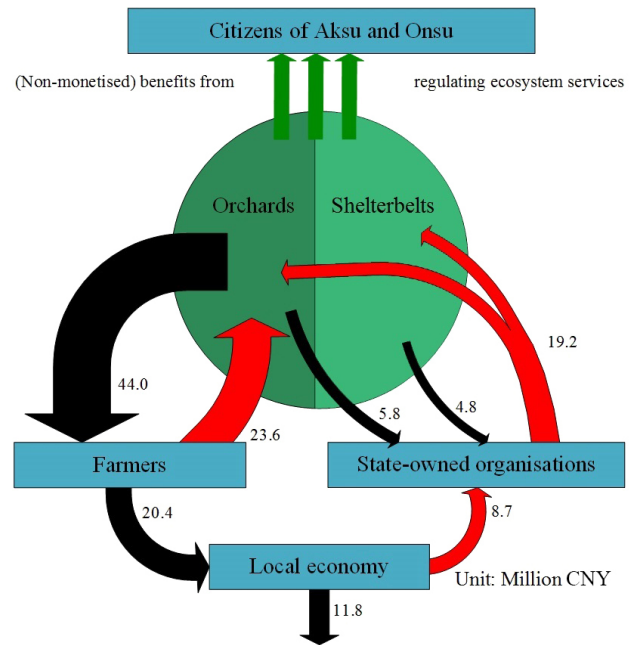 Citizens of Aksu and Onsu
(Non-monetised) benefits from
regulating ecosystem services
Orchards
Shelterbelts
19.2
44.0
5.8
4.8
23.6
Farmers
State-owned organisations
20.4
8.7
Local economy
Unit: Million CNY
11.8